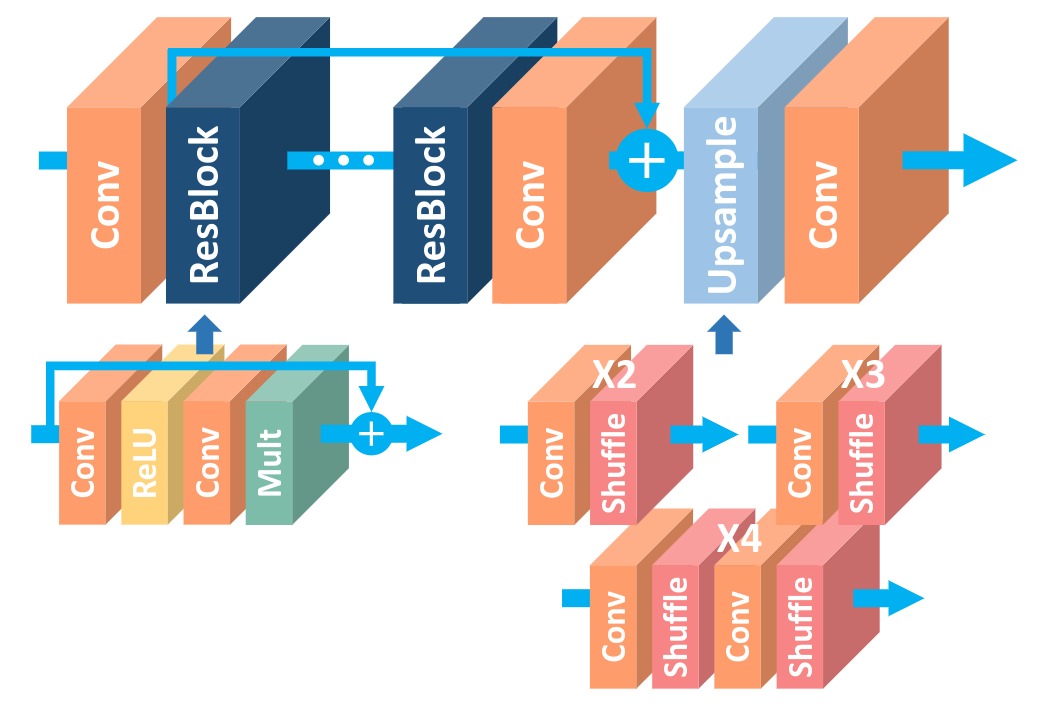 Conv
ResBlock
ResBlock
Conv
+
Upsample
Conv
Conv
ReLU
Conv
Mult
+
X2
Conv
Shuffle
X3
Conv
Shuffle
X4
Conv
Shuffle
Conv
Shuffle